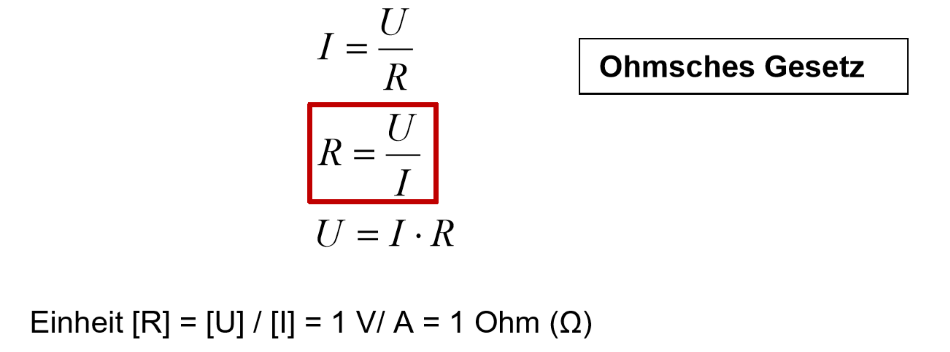 I = U / R
Ohmsches Gesetz
R = U / I
U = I · R
Einheit [R] = [U] / [I] = 1 V/ A = 1 Ohm (Ω)